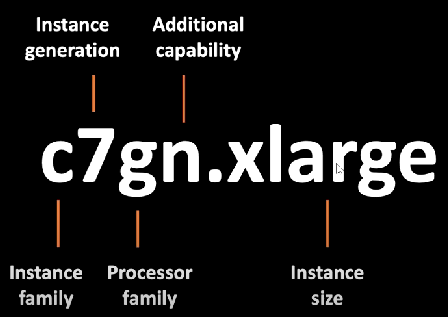 Instance
generation
Additional
capability
c7gn.xlarge
Instance
family
Processor
family
Instance
size